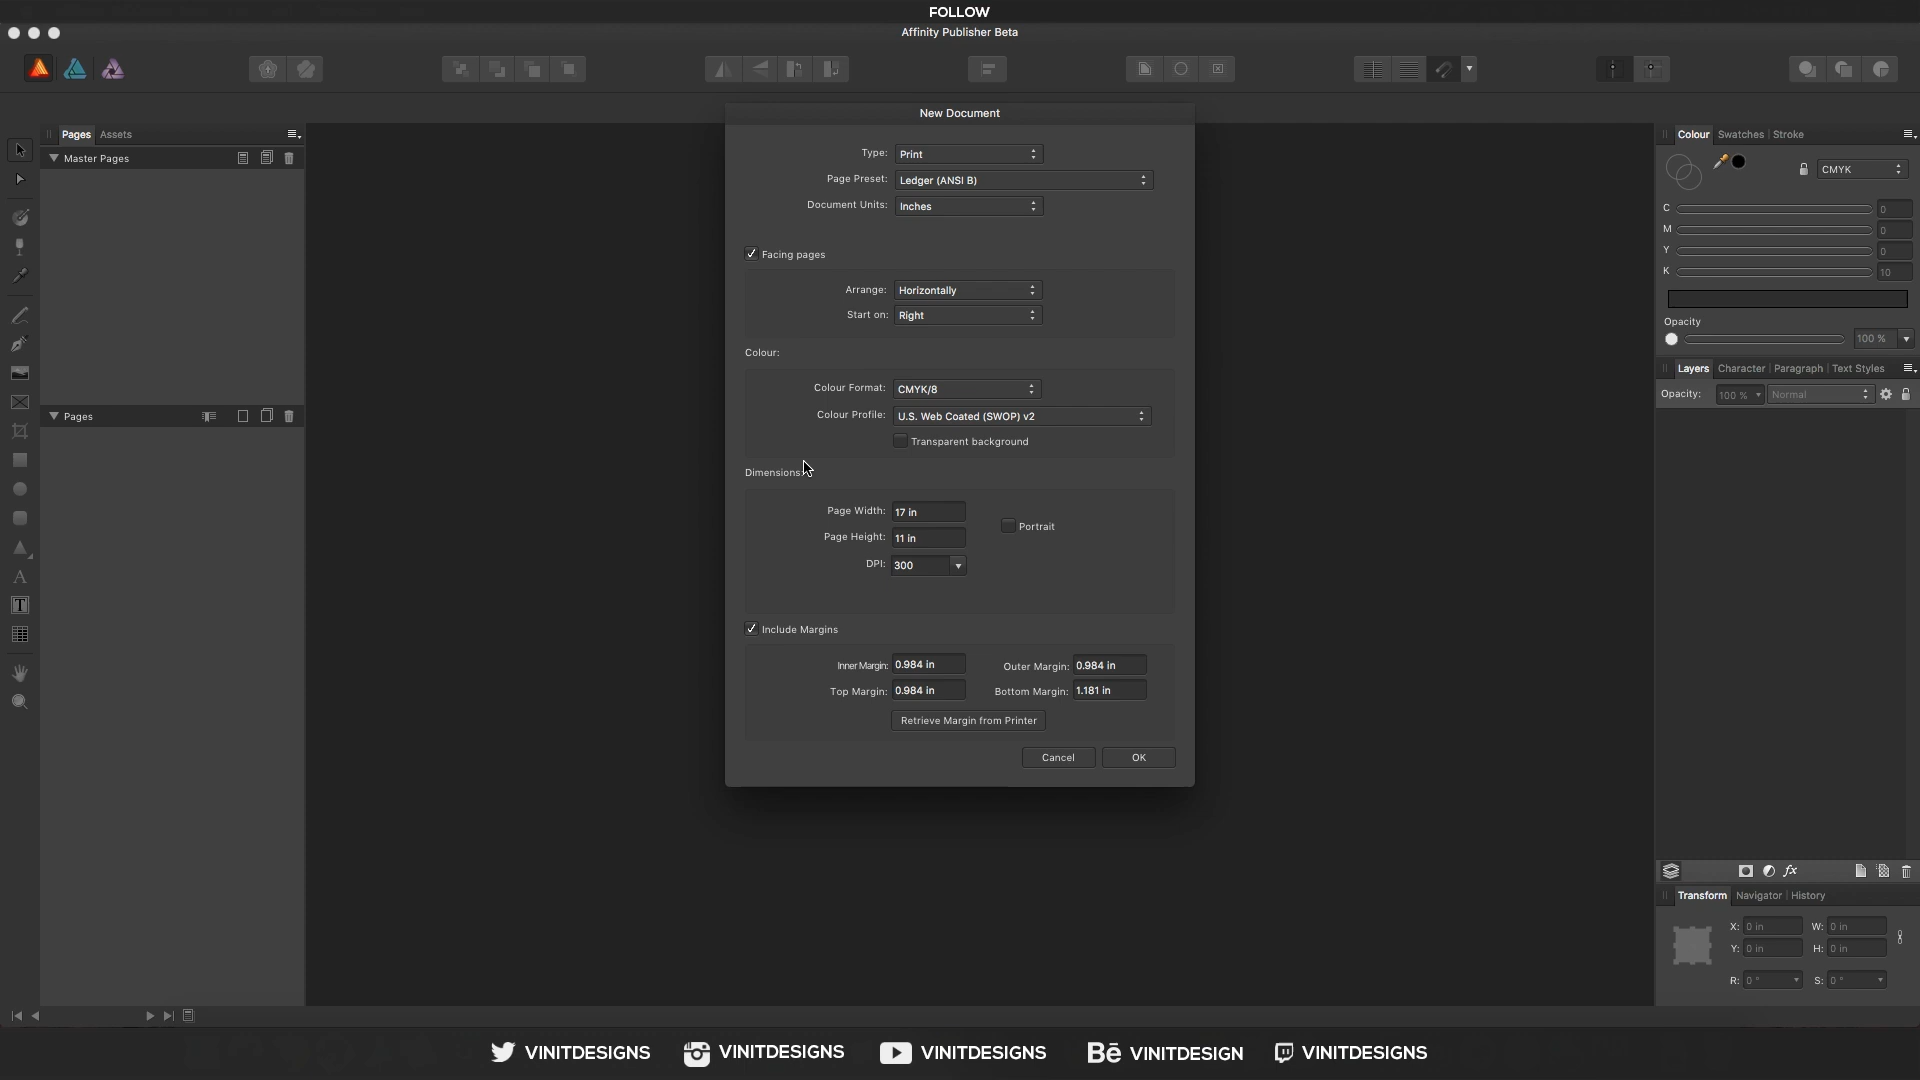 FOLLOW
Affinity Publisher Beta
Pages Assets
Master Pages
Pages
New Document
Type: Print
Page Preset: Ledger (ANSI B)
Document Units: Inches
Facing pages
Arrange: Horizontally
Start on: Right
Colour:
Colour Format: CMYK/8
Colour Profile: U.S. Web Coated (SWOP) v2
Transparent background
Dimensions:
Page Width: 17 in
Portrait
Page Height: 11 in
DPI: 300
Include Margins
Inner Margin: 0.984 in Outer Margin: 0.984 in
Top Margin: 0.984 in Bottom Margin: 1.181 in
Retrieve Margin from Printer
Cancel OK
Colour Swatches Stroke
CMYK
C 0
M 0
Y 0
K 10
Opacity
100 %
Layers Character Paragraph Text Styles
Opacity: 100 % Normal
fx
Transform Navigator History
X: 0 in W: 0 in
Y: 0 in H: 0 in
R: 0 ° S: 0 °
A
T
VINITDESIGNS VINITDESIGNS VINITDESIGNS Bē VINITDESIGN VINITDESIGNS